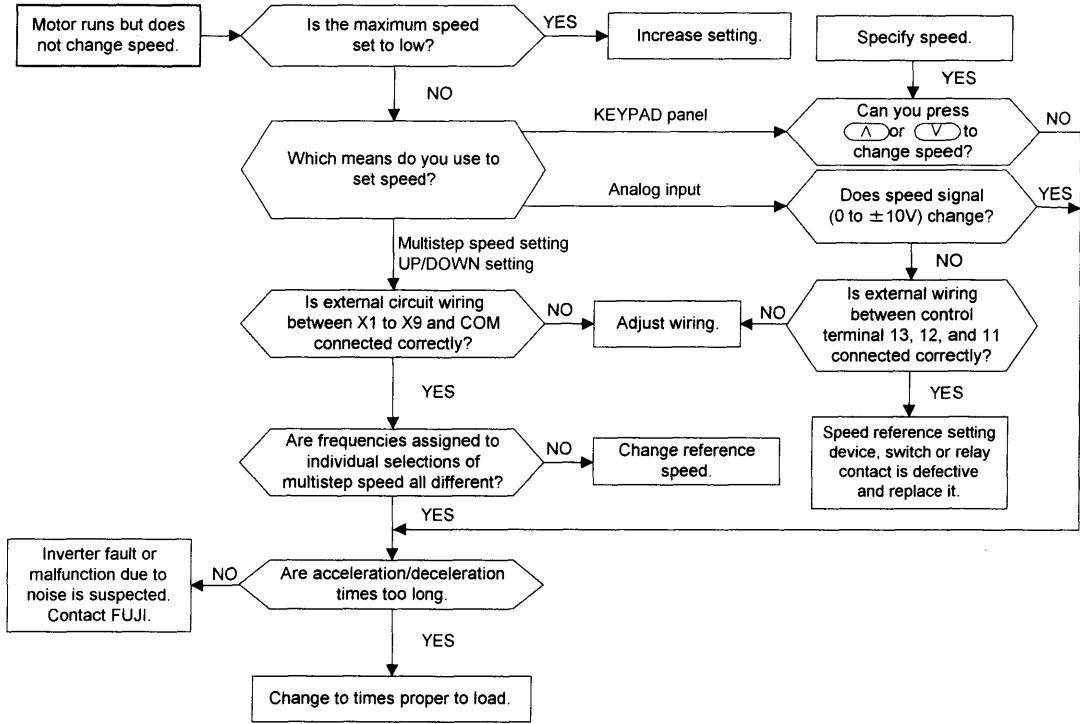 Motor runs but does
not change speed.
Is the maximum speed
set to low?
YES
Increase setting.
Specify speed.
YES
NO
KEYPAD panel
Can you press
∧ or ∨ to
change speed?
NO
Which means do you use to
set speed?
Analog input
Does speed signal
(0 to ±10V) change?
YES
NO
Multistep speed setting
UP/DOWN setting
Is external circuit wiring
between X1 to X9 and COM
connected correctly?
NO
Adjust wiring.
NO
Is external wiring
between control
terminal 13, 12, and 11
connected correctly?
YES
YES
Are frequencies assigned to
individual selections of
multistep speed all different?
NO
Change reference
speed.
Speed reference setting
device, switch or relay
contact is defective
and replace it.
YES
Inverter fault or
malfunction due to
noise is suspected.
Contact FUJI.
NO
Are acceleration/deceleration
times too long.
YES
Change to times proper to load.